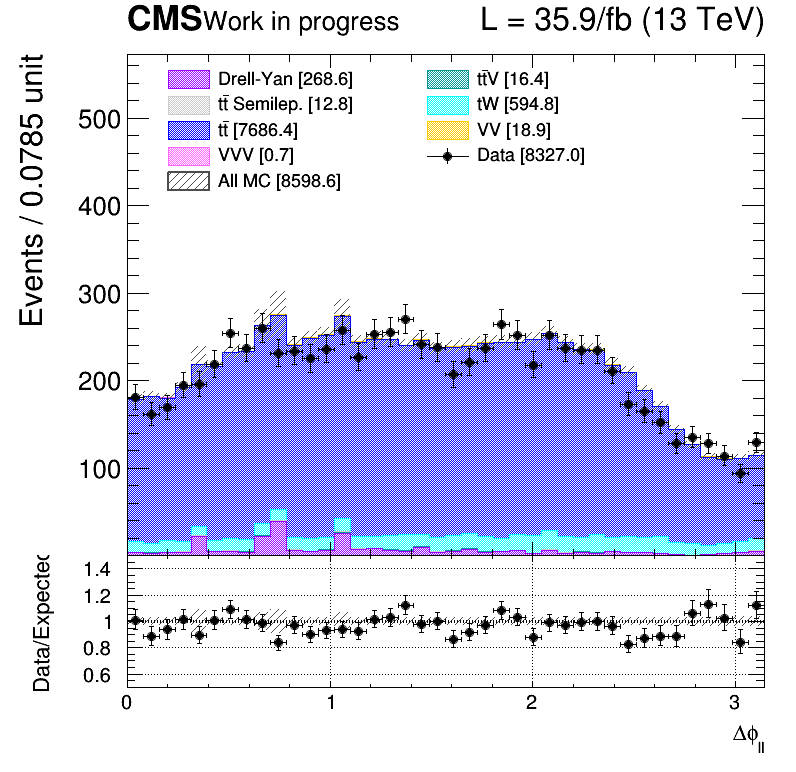 CMS Work in progress L = 35.9/fb (13 TeV)
Events / 0.0785 unit
500
400
300
200
100
Drell-Yan [268.6]
tt̄ Semilep. [12.8]
tt̄ [7686.4]
VVV [0.7]
All MC [8598.6]
tt̄V [16.4]
tW [594.8]
VV [18.9]
Data [8327.0]
Data/Expected
1.4
1.2
1
0.8
0.6
0 1 2 3
Δϕll